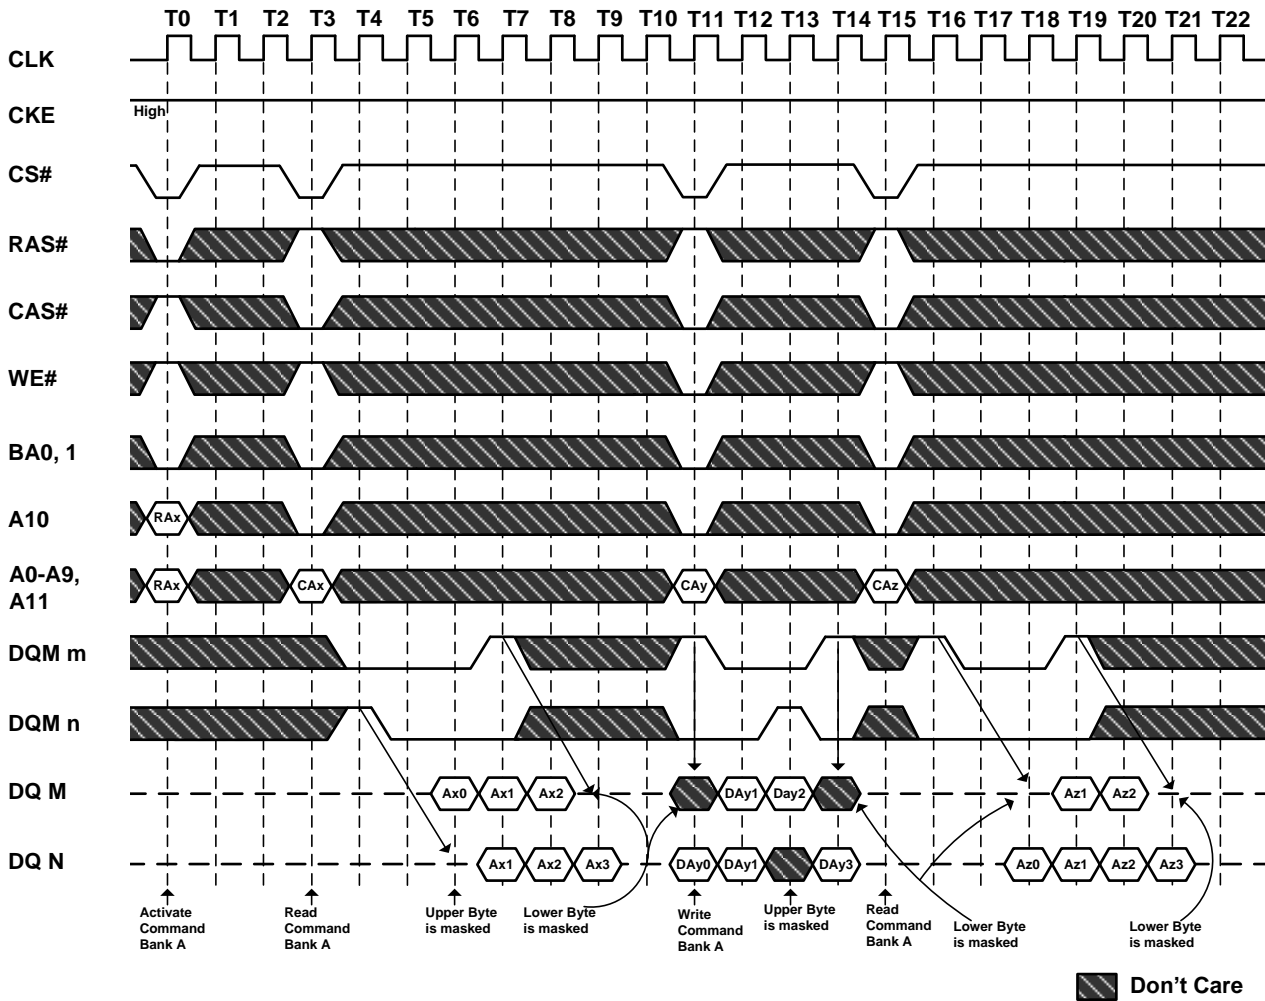 T0 T1 T2 T3 T4 T5 T6 T7 T8 T9 T10 T11 T12 T13 T14 T15 T16 T17 T18 T19 T20 T21 T22
CLK
CKE High
CS#
RAS#
CAS#
WE#
BA0, 1
A10 RAx
A0-A9, RAx CAx CAy CAz
A11
DQM m
DQM n
DQ M Ax0 Ax1 Ax2 DAy1 Day2 Az1 Az2
DQ N Ax1 Ax2 Ax3 DAy0 DAy1 DAy3 Az0 Az1 Az2 Az3
Activate
Command
Bank A
Read
Command
Bank A
Upper Byte
is masked
Lower Byte
is masked
Write
Command
Bank A
Upper Byte
is masked
Read
Command
Bank A
Lower Byte
is masked
Lower Byte
is masked
Don't Care